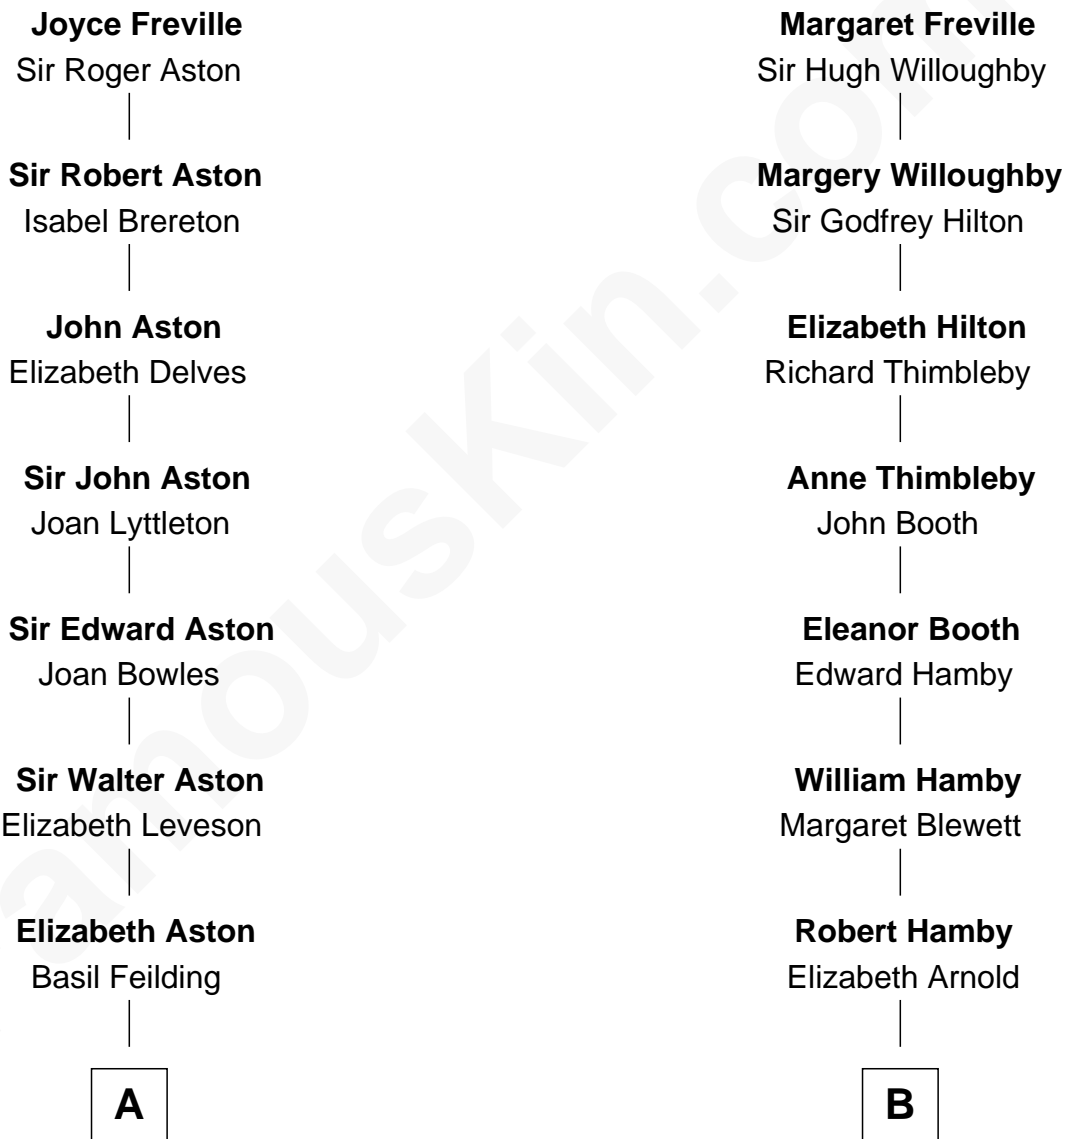 Joyce Freville
Sir Roger Aston
Sir Robert Aston
Isabel Brereton
John Aston
Elizabeth Delves
Sir John Aston
Joan Lyttleton
Sir Edward Aston
Joan Bowles
Sir Walter Aston
Elizabeth Leveson
Elizabeth Aston
Basil Feilding
A
Margaret Freville
Sir Hugh Willoughby
Margery Willoughby
Sir Godfrey Hilton
Elizabeth Hilton
Richard Thimbleby
Anne Thimbleby
John Booth
Eleanor Booth
Edward Hamby
William Hamby
Margaret Blewett
Robert Hamby
Elizabeth Arnold
B
amouskin.com